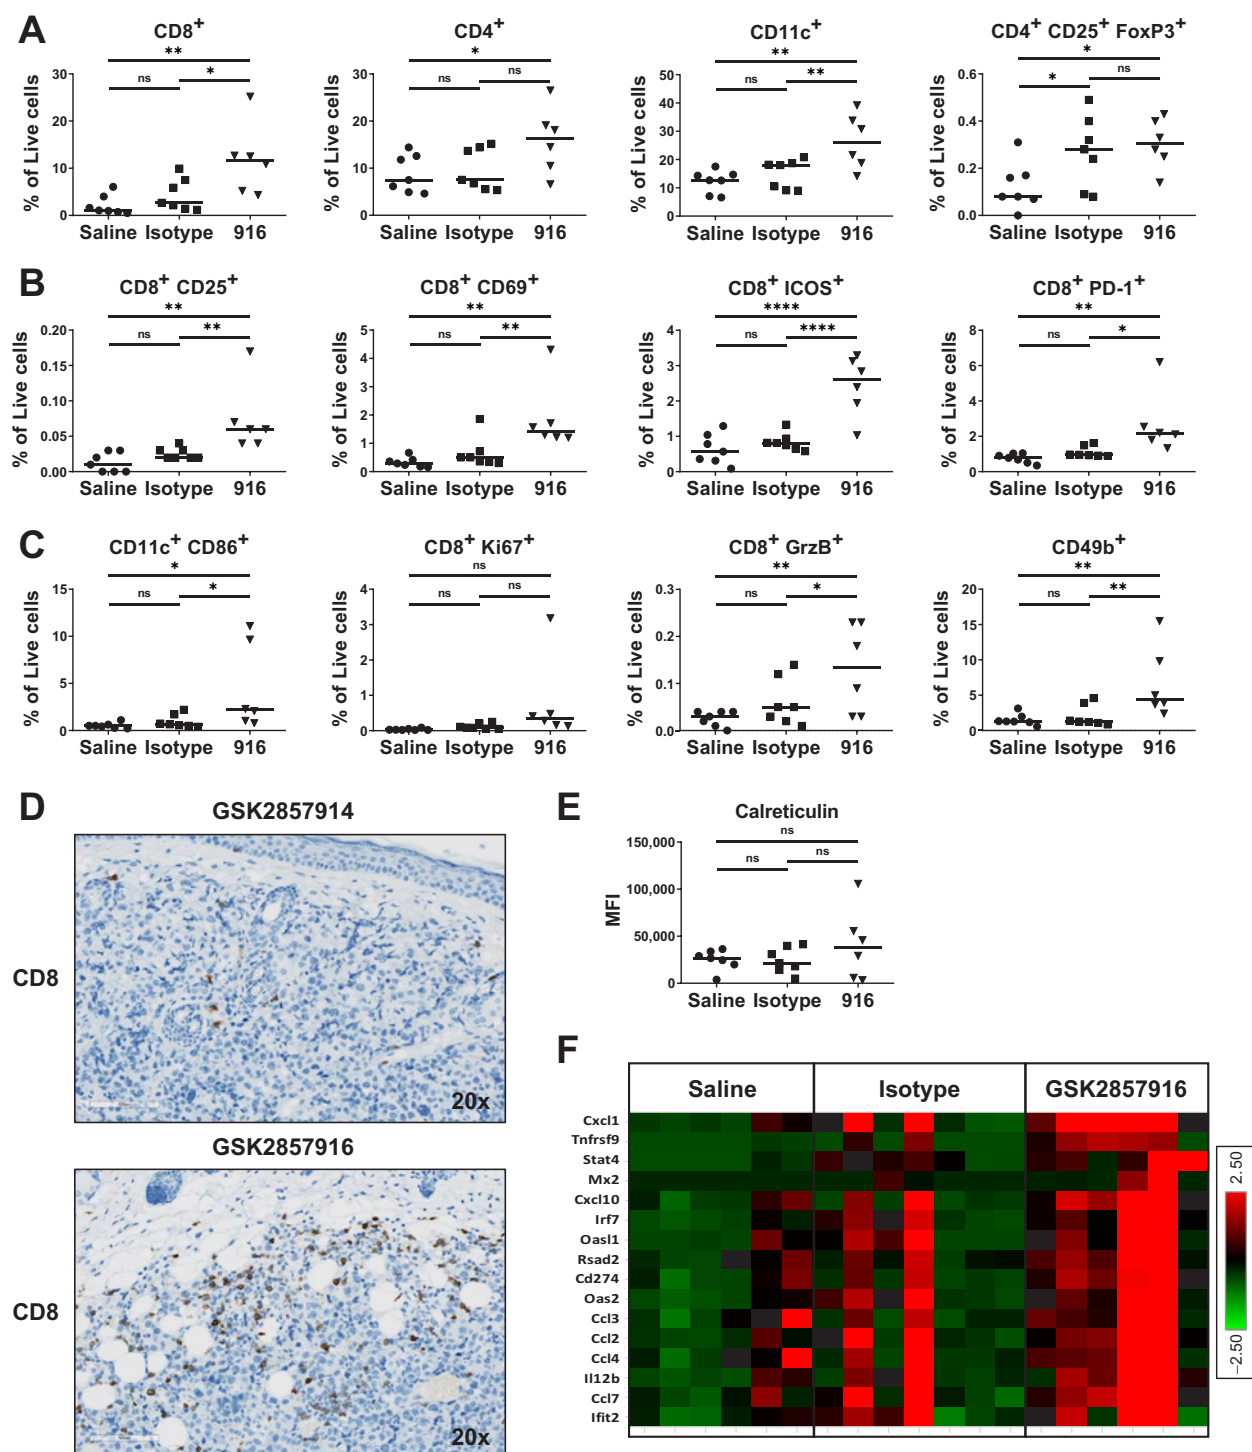 A
CD8+
CD4+
CD11c+
CD4+ CD25+ FoxP3+
** ns *
* ns ns
** ns **
* * ns
% of Live cells
30
20
10
0
Saline Isotype 916
% of Live cells
30
20
10
0
Saline Isotype 916
% of Live cells
50
40
30
20
10
0
Saline Isotype 916
% of Live cells
0.6
0.4
0.2
0.0
Saline Isotype 916
B
CD8+ CD25+
CD8+ CD69+
CD8+ ICOS+
CD8+ PD-1+
** ns **
** ns **
**** ns ****
** ns *
% of Live cells
0.20
0.15
0.10
0.05
0.00
Saline Isotype 916
% of Live cells
5
4
3
2
1
0
Saline Isotype 916
% of Live cells
4
3
2
1
0
Saline Isotype 916
% of Live cells
8
6
4
2
0
Saline Isotype 916
C
CD11c+ CD86+
CD8+ Ki67+
CD8+ GrzB+
CD49b+
* ns *
ns ns ns
** ns *
** ns **
% of Live cells
15
10
5
0
Saline Isotype 916
% of Live cells
4
3
2
1
0
Saline Isotype 916
% of Live cells
0.3
0.2
0.1
0.0
Saline Isotype 916
% of Live cells
20
15
10
5
0
Saline Isotype 916
D
GSK2857914
CD8
20x
GSK2857916
CD8
20x
E
Calreticulin
ns
ns ns
MFI
150,000
100,000
50,000
0
Saline Isotype 916
F
Saline Isotype GSK2857916
Cxcl1
Tnfrsf9
Stat4
Mx2
Cxcl10
Irf7
Oasl1
Rsad2
Cd274
Oas2
Ccl3
Ccl2
Ccl4
Il12b
Ccl7
Ifit2
2.50
−2.50